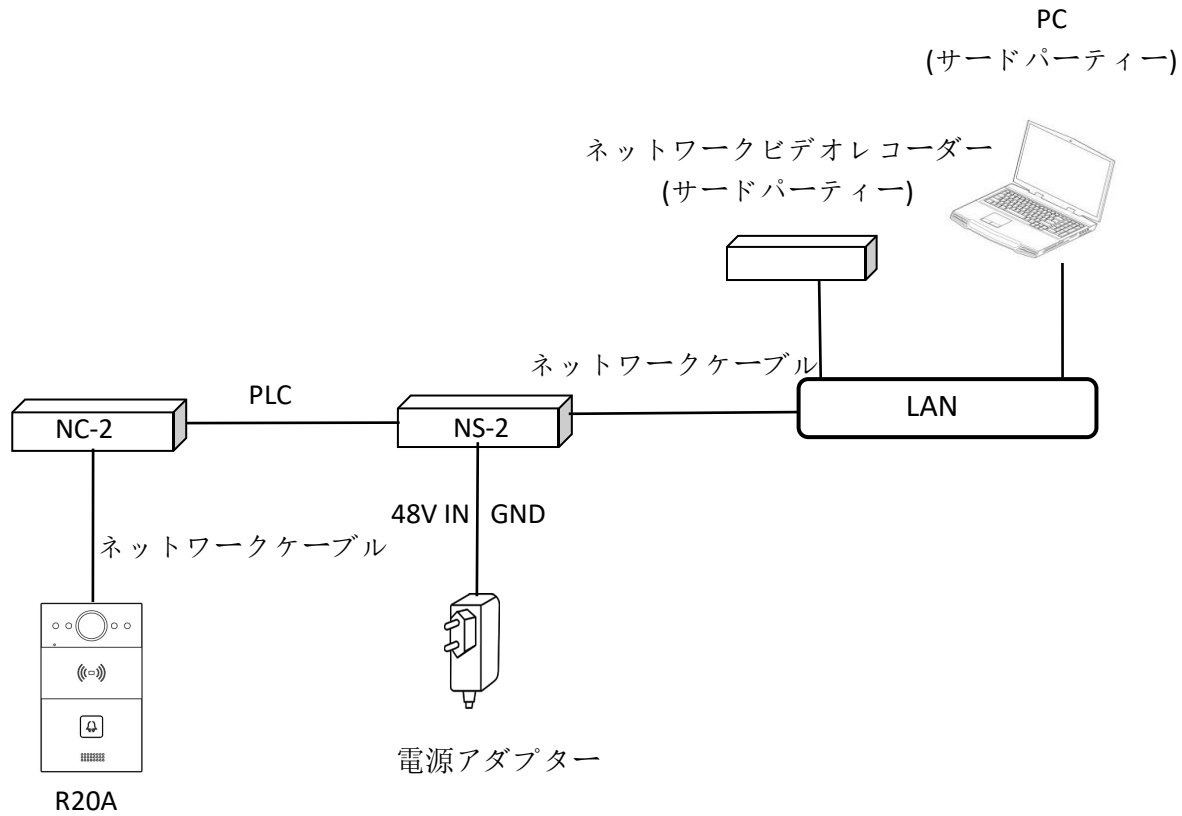 PC
(サードパーティー)
ネットワークビデオレコーダー
(サードパーティー)
ネットワークケーブル
PLC
LAN
NC-2
NS-2
48V IN
GND
ネットワークケーブル
電源アダプター
R20A